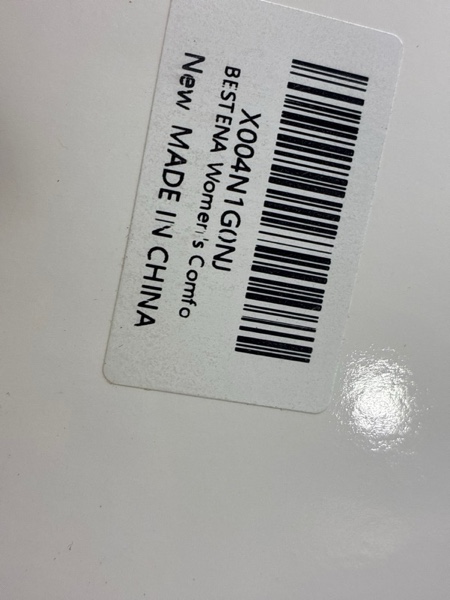 X004N1G0NJ
BESTENA Women's Comfo
New MADE IN CHINA